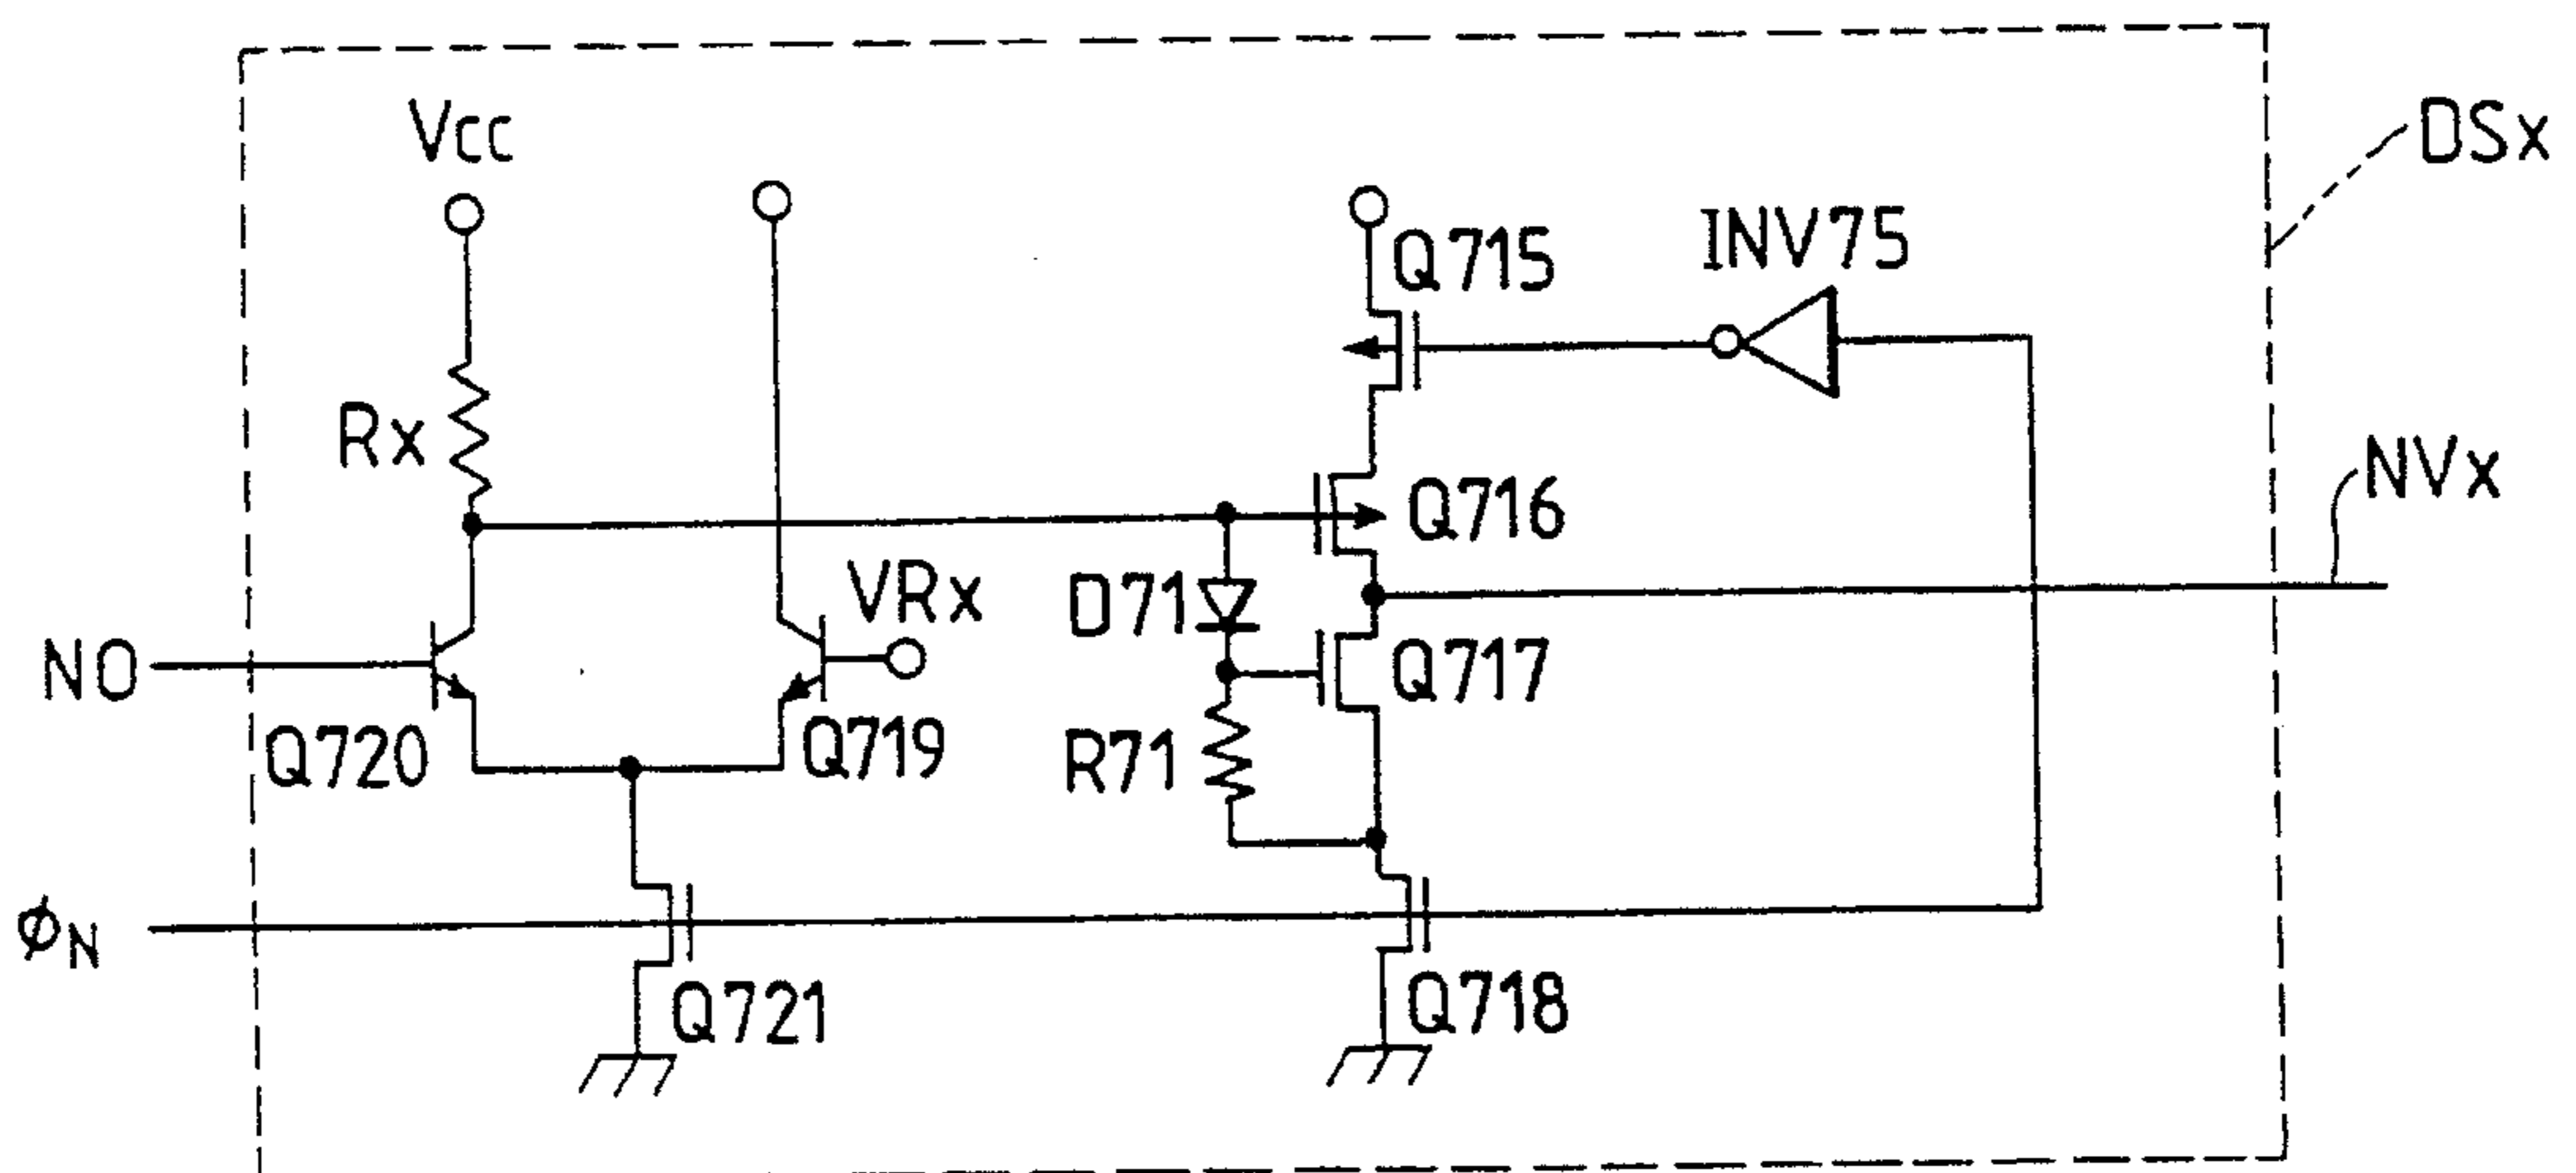 Vcc
DSx
Q715
INV75
Rx
NVx
Q716
VRx
D71
NO
Q717
Q720
Q719
R71
φN
Q721
Q718